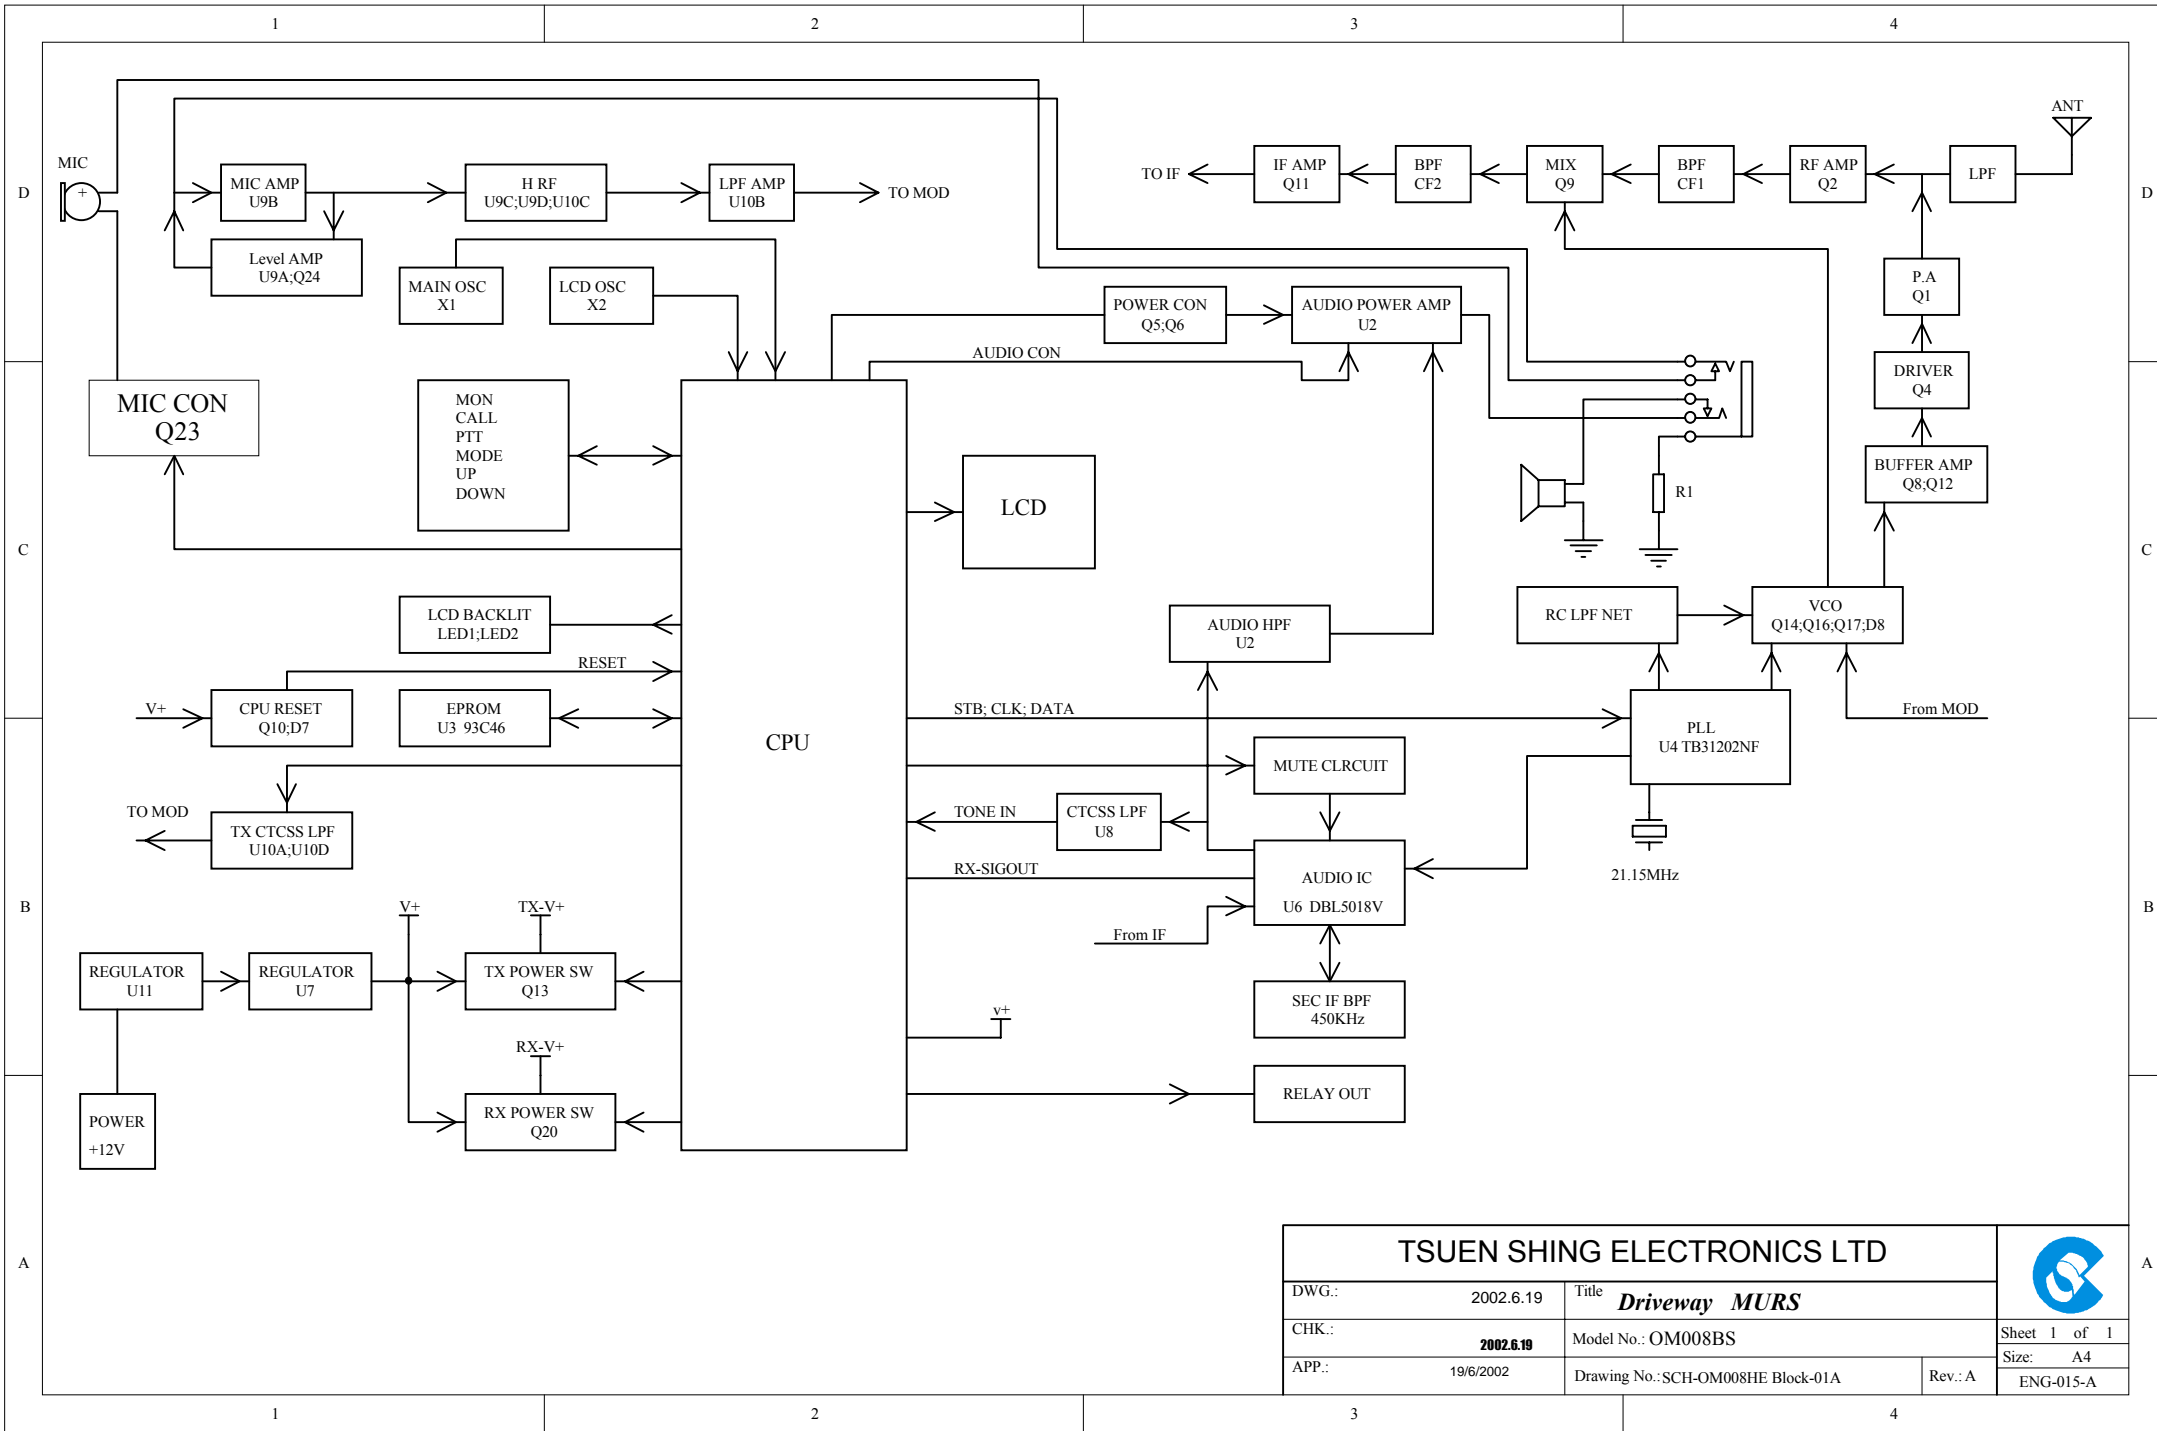 1 2 3 4
ANT
MIC
D
D
MIC AMP
U9B
H RF
U9C;U9D;U10C
LPF AMP
U10B
TO MOD
TO IF
IF AMP
Q11
BPF
CF2
MIX
Q9
BPF
CF1
RF AMP
Q2
LPF
Level AMP
U9A;Q24
MAIN OSC
X1
LCD OSC
X2
POWER CON
Q5;Q6
AUDIO POWER AMP
U2
P.A
Q1
AUDIO CON
DRIVER
Q4
MIC CON
Q23
MON
CALL
PTT
MODE
UP
DOWN
LCD
R1
BUFFER AMP
Q8;Q12
C
C
LCD BACKLIT
LED1;LED2
AUDIO HPF
U2
RC LPF NET
VCO
Q14;Q16;Q17;D8
RESET
V+
CPU RESET
Q10;D7
EPROM
U3 93C46
STB; CLK; DATA
From MOD
CPU
PLL
U4 TB31202NF
MUTE CLRCUIT
TO MOD
TX CTCSS LPF
U10A;U10D
TONE IN
CTCSS LPF
U8
RX-SIGOUT
AUDIO IC
U6 DBL5018V
21.15MHz
B
B
V+
TX-V+
From IF
REGULATOR
U11
REGULATOR
U7
TX POWER SW
Q13
SEC IF BPF
450KHz
v+
RX-V+
POWER
+12V
RX POWER SW
Q20
RELAY OUT
A
A
TSUEN SHING ELECTRONICS LTD
DWG.: 2002.6.19
Title Driveway MURS
CHK.: 2002.6.19
Model No.: OM008BS
Sheet 1 of 1
Size: A4
APP.: 19/6/2002
Drawing No.:SCH-OM008HE Block-01A
Rev.: A
ENG-015-A
1 2 3 4